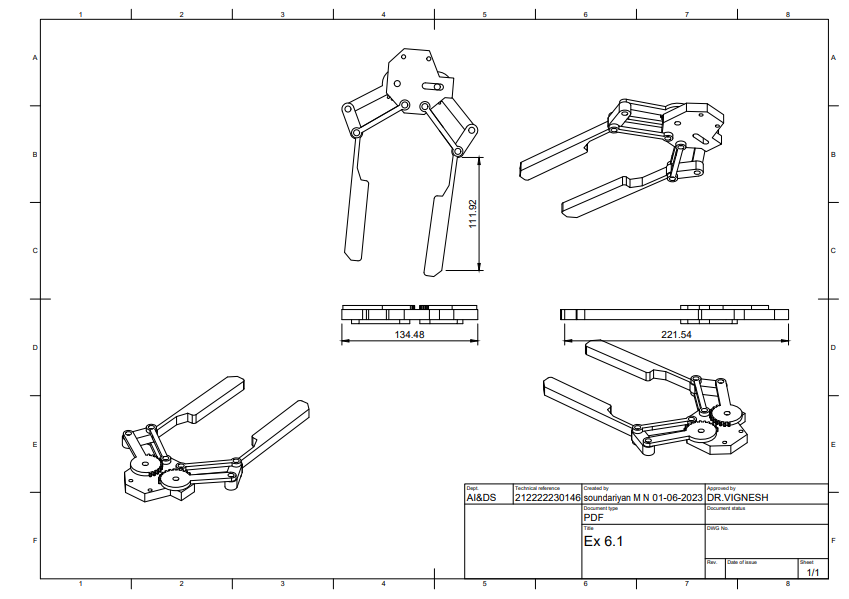 1 2 3 4 5 6 7 8
A A
B B
111.92
C C
134.48 221.54
D D
E E
Dept. Technical reference Created by Approved by
AI&DS 212222230146 soundariyan M N 01-06-2023 DR.VIGNESH
Document type Document status
PDF
Title DWG No.
Ex 6.1
F F
Rev. Date of issue Sheet
1/1
1 2 3 4 5 6 7 8